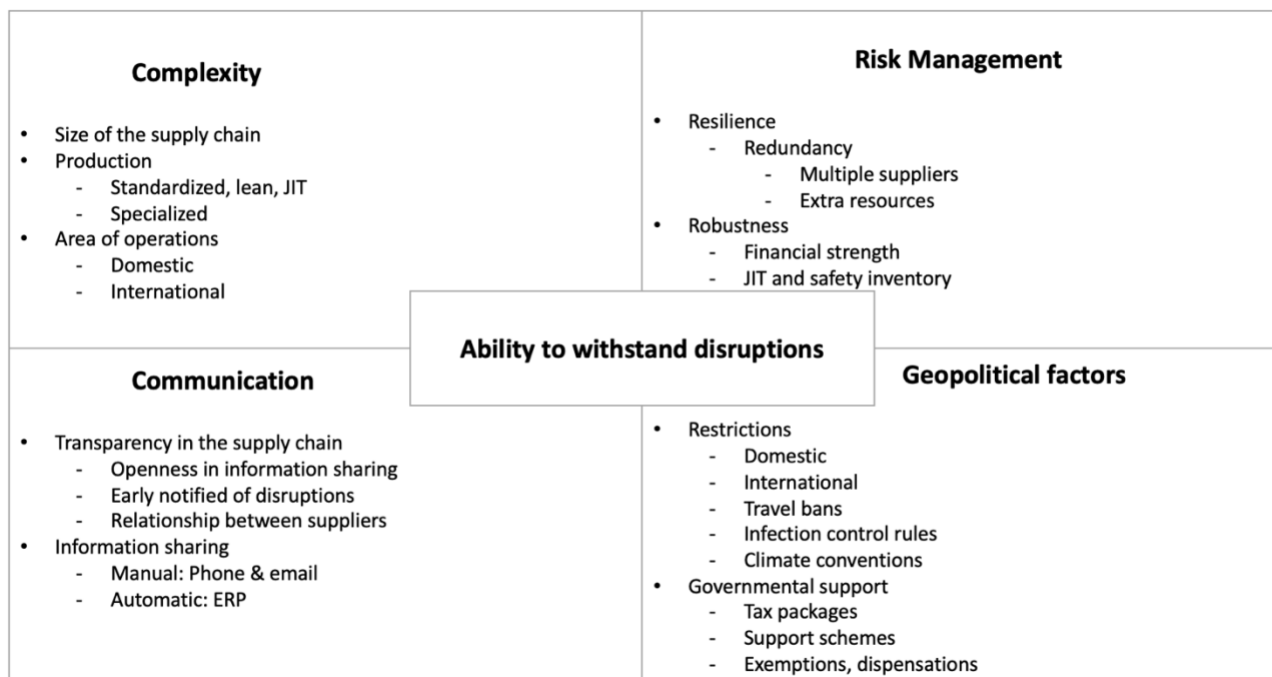 Complexity
• Size of the supply chain
• Production
- Standardized, lean, JIT
- Specialized
• Area of operations
- Domestic
- International
Risk Management
• Resilience
- Redundancy
- Multiple suppliers
- Extra resources
• Robustness
- Financial strength
- JIT and safety inventory
Ability to withstand disruptions
Communication
• Transparency in the supply chain
- Openness in information sharing
- Early notified of disruptions
- Relationship between suppliers
• Information sharing
- Manual: Phone & email
- Automatic: ERP
Geopolitical factors
• Restrictions
- Domestic
- International
- Travel bans
- Infection control rules
- Climate conventions
• Governmental support
- Tax packages
- Support schemes
- Exemptions, dispensations